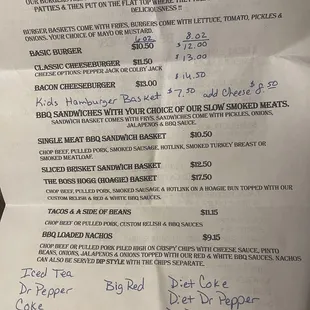 PATTIES & THEN PUT ON THE FLAT TOP WHERE THEY
DELICIOUSNESS !!
BURGER BASKETS COME WITH FRIES, BURGERS COME WITH LETTUCE, TOMATO, PICKLES &
ONIONS. YOUR CHOICE OF MAYO OR MUSTARD.
6 oz 8.02
BASIC BURGER $10.50 $12.00
CLASSIC CHEESEBURGER $11.50 $13.00
CHEESE OPTIONS: PEPPER JACK OR COLBY JACK
BACON CHEESEBURGER $13.00 $14.50
Kids Hamburger Basket $7.50 add Cheese $8.50
BBQ SANDWICHES WITH YOUR CHOICE OF OUR SLOW SMOKED MEATS.
SANDWICH BASKET COMES WITH FRYS. SANDWICHES COME WITH PICKLES, ONIONS,
JALAPENOS & BBQ SAUCE.
SINGLE MEAT BBQ SANDWICH BASKET $10.50
CHOP BEEF, PULLED PORK, SMOKED SAUSAGE, HOTLINK, SMOKED TURKEY BREAST OR
SMOKED MEATLOAF.
SLICED BRISKET SANDWICH BASKET $12.50
THE BOSS HOGG (HOAGIE) BASKET $17.50
CHOP BEEF, PULLED PORK, SMOKED SAUSAGE & HOTLINK ON A HOAGIE BUN TOPPED WITH OUR
CUSTOM RELISH & RED & WHITE BBQ SAUCES.
TACOS & A SIDE OF BEANS $11.15
CHOP BEEF OR PULLED PORK, CUSTOM RELISH & BBQ SAUCES
BBQ LOADED NACHOS $9.15
CHOP BEEF OR PULLED PORK PILED HIGH ON CRISPY CHIPS WITH CHEESE SAUCE, PINTO
BEANS, ONIONS, JALAPENOS & ONIONS TOPPED WITH OUR RED & WHITE BBQ SAUCES. NACHOS
CAN ALSO BE SERVED DIP STYLE WITH THE CHIPS SEPARATE.
Iced Tea
Dr Pepper Big Red Diet Coke
Coke Diet Dr Pepper